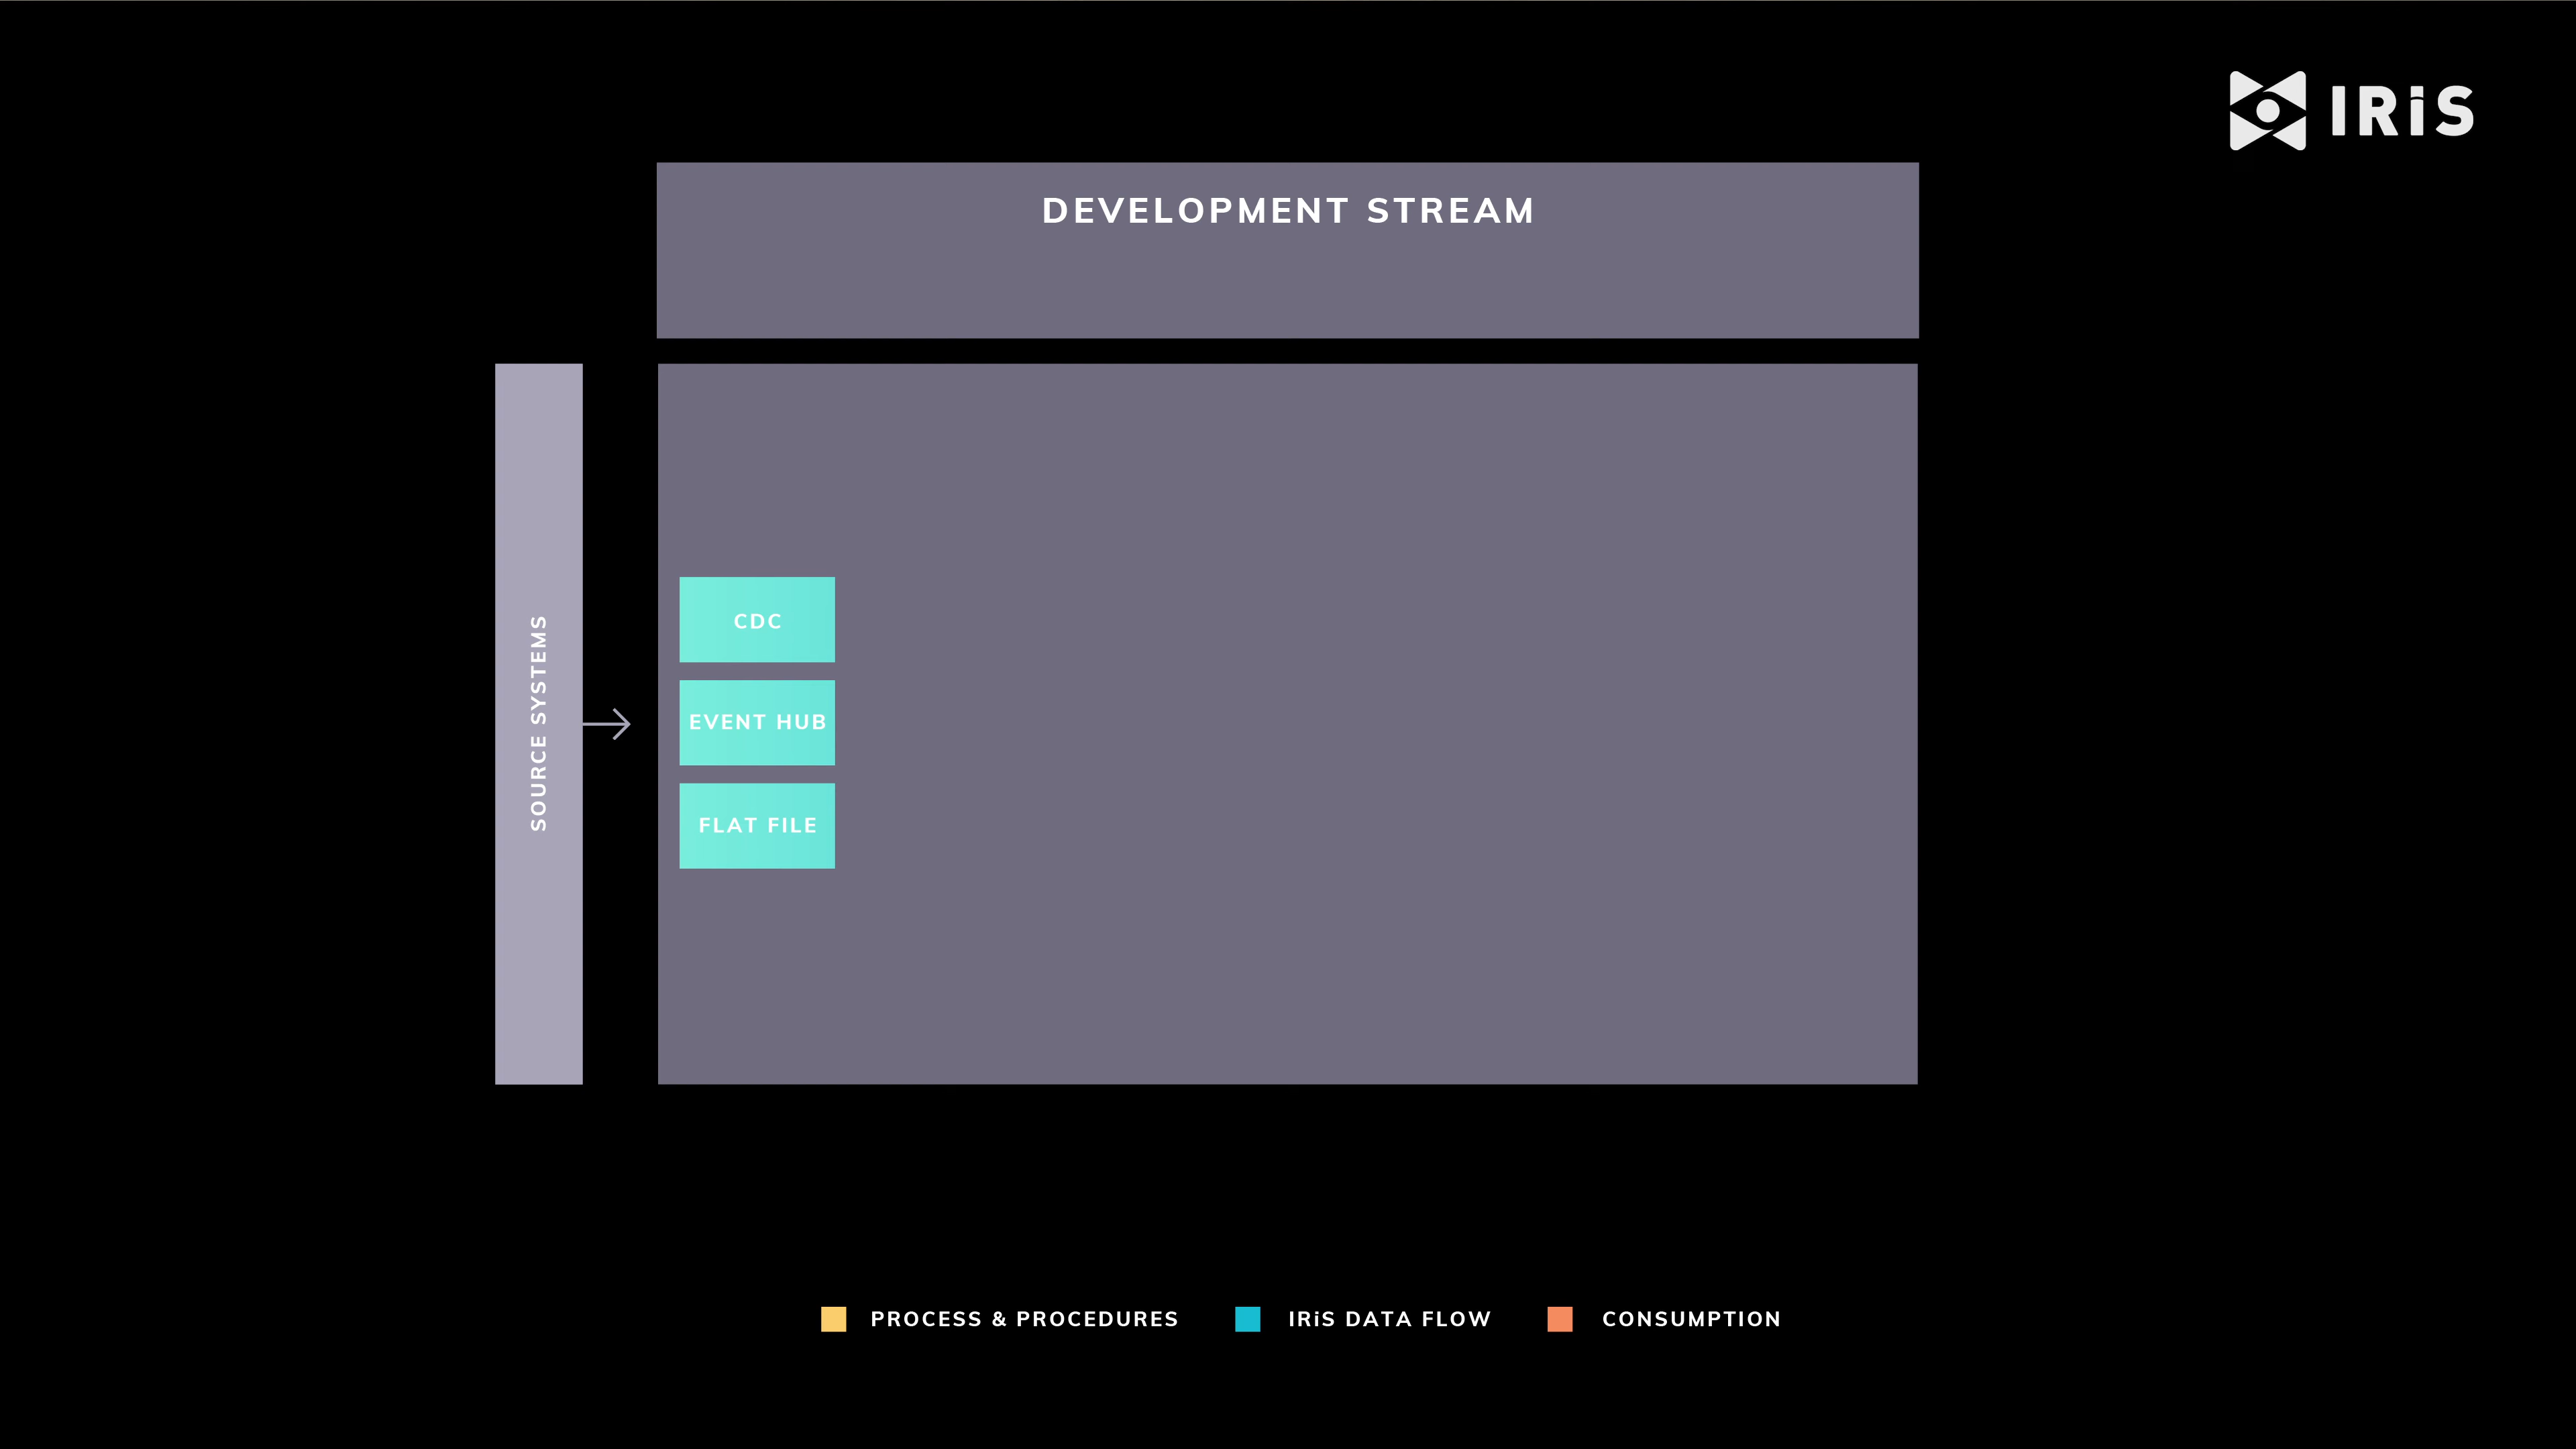 IRiS
DEVELOPMENT STREAM
SOURCE SYSTEMS
CDC
EVENT HUB
FLAT FILE
PROCESS & PROCEDURES
IRiS DATA FLOW
CONSUMPTION